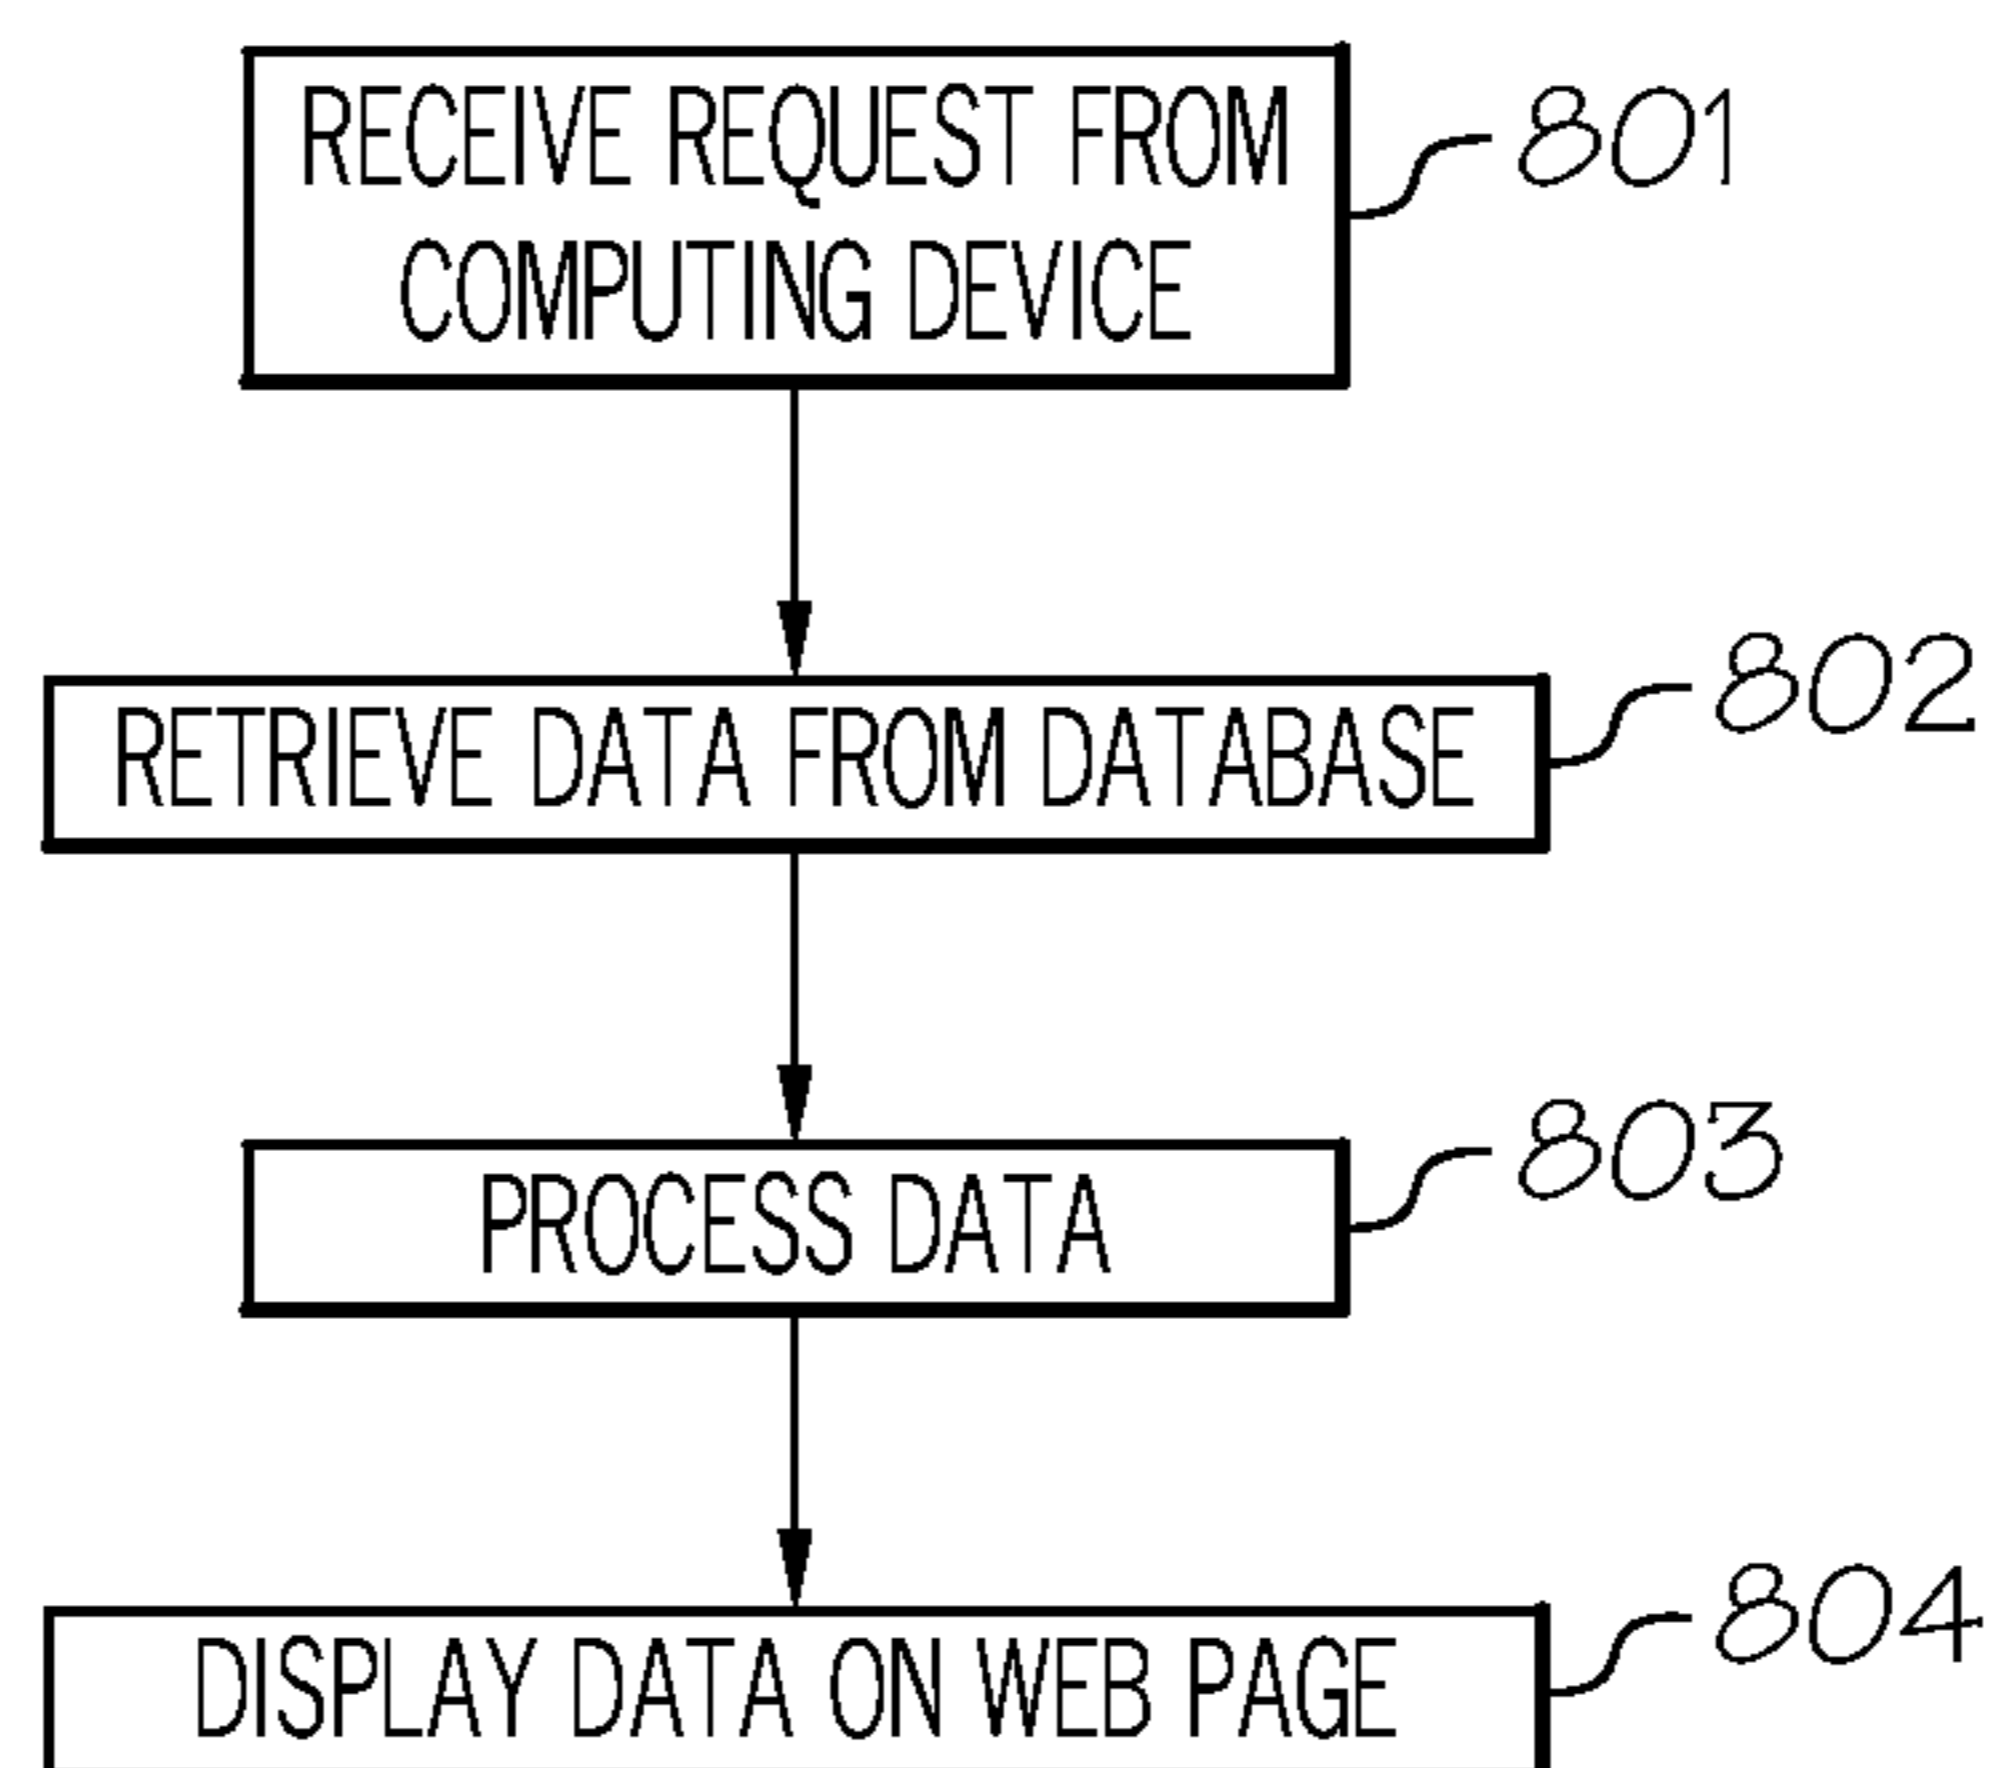 RECEIVE REQUEST FROM
COMPUTING DEVICE
801
RETRIEVE DATA FROM DATABASE
802
PROCESS DATA
803
DISPLAY DATA ON WEB PAGE
804